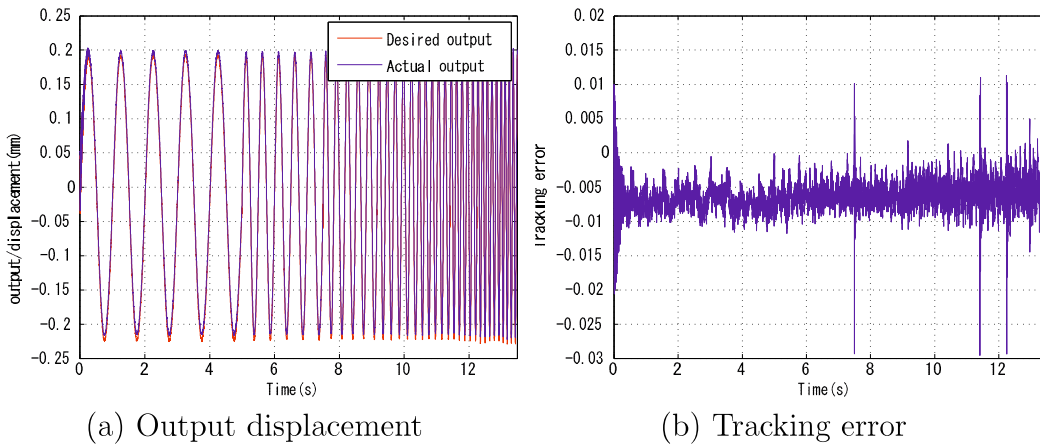 0.25
0.2
0.15
0.1
0.05
0
−0.05
−0.1
−0.15
−0.2
−0.25
output/displacament(mm)
Desired output
Actual output
0 2 4 6 8 10 12
Time(s)
(a) Output displacement
0.02
0.015
0.01
0.005
0
−0.005
−0.01
−0.015
−0.02
−0.025
−0.03
Tracking error
0 2 4 6 8 10 12
Time(s)
(b) Tracking error